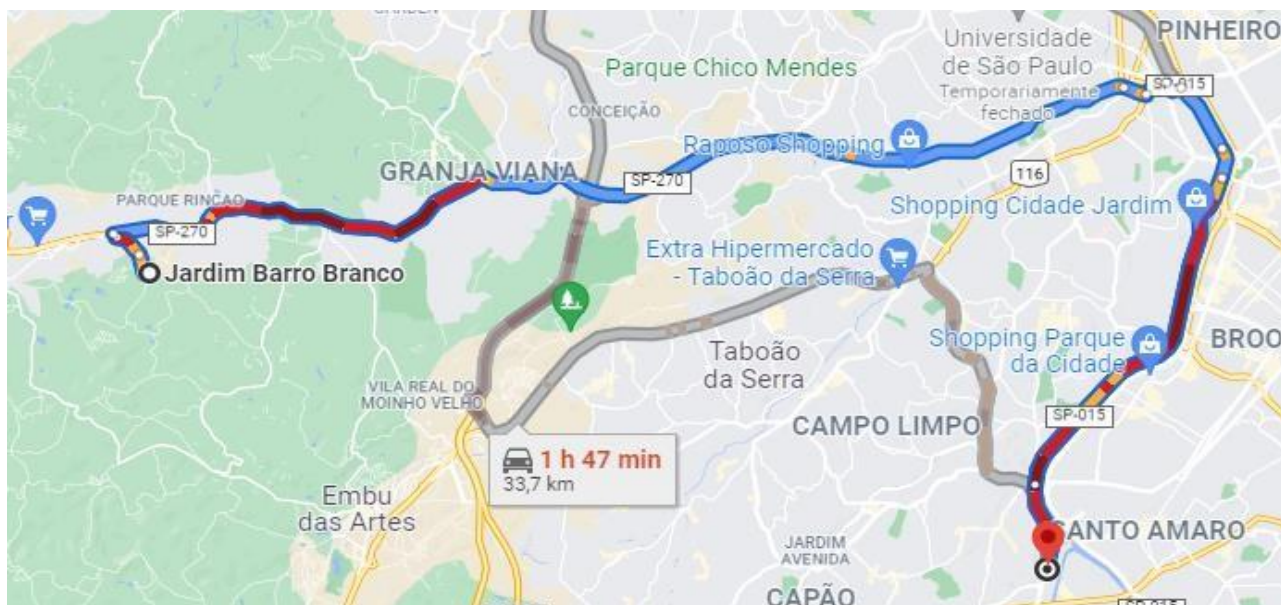 PINHEIRO
Universidade
de São Paulo
Temporariamente
fechado
SP-015
Parque Chico Mendes
CONCEIÇÃO
Raposo Shopping
GRANJA VIANA
SP-270
116
PARQUE RINCAO
Shopping Cidade Jardim
SP-270
Extra Hipermercado
- Taboão da Serra
Jardim Barro Branco
Shopping Parque
da Cidade
BROO
Taboão
da Serra
VILA REAL DO
MOINHO VELHO
SP-015
CAMPO LIMPO
1 h 47 min
33,7 km
Embu
das Artes
SANTO AMARO
JARDIM
AVENIDA
CAPÃO